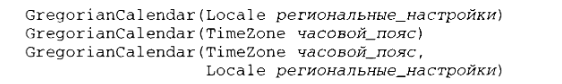 GregorianCalendar(Locale региональные_настройки)
GregorianCalendar(TimeZone часовой_пояс)
GregorianCalendar(TimeZone часовой_пояс,
Locale региональные_настройки)